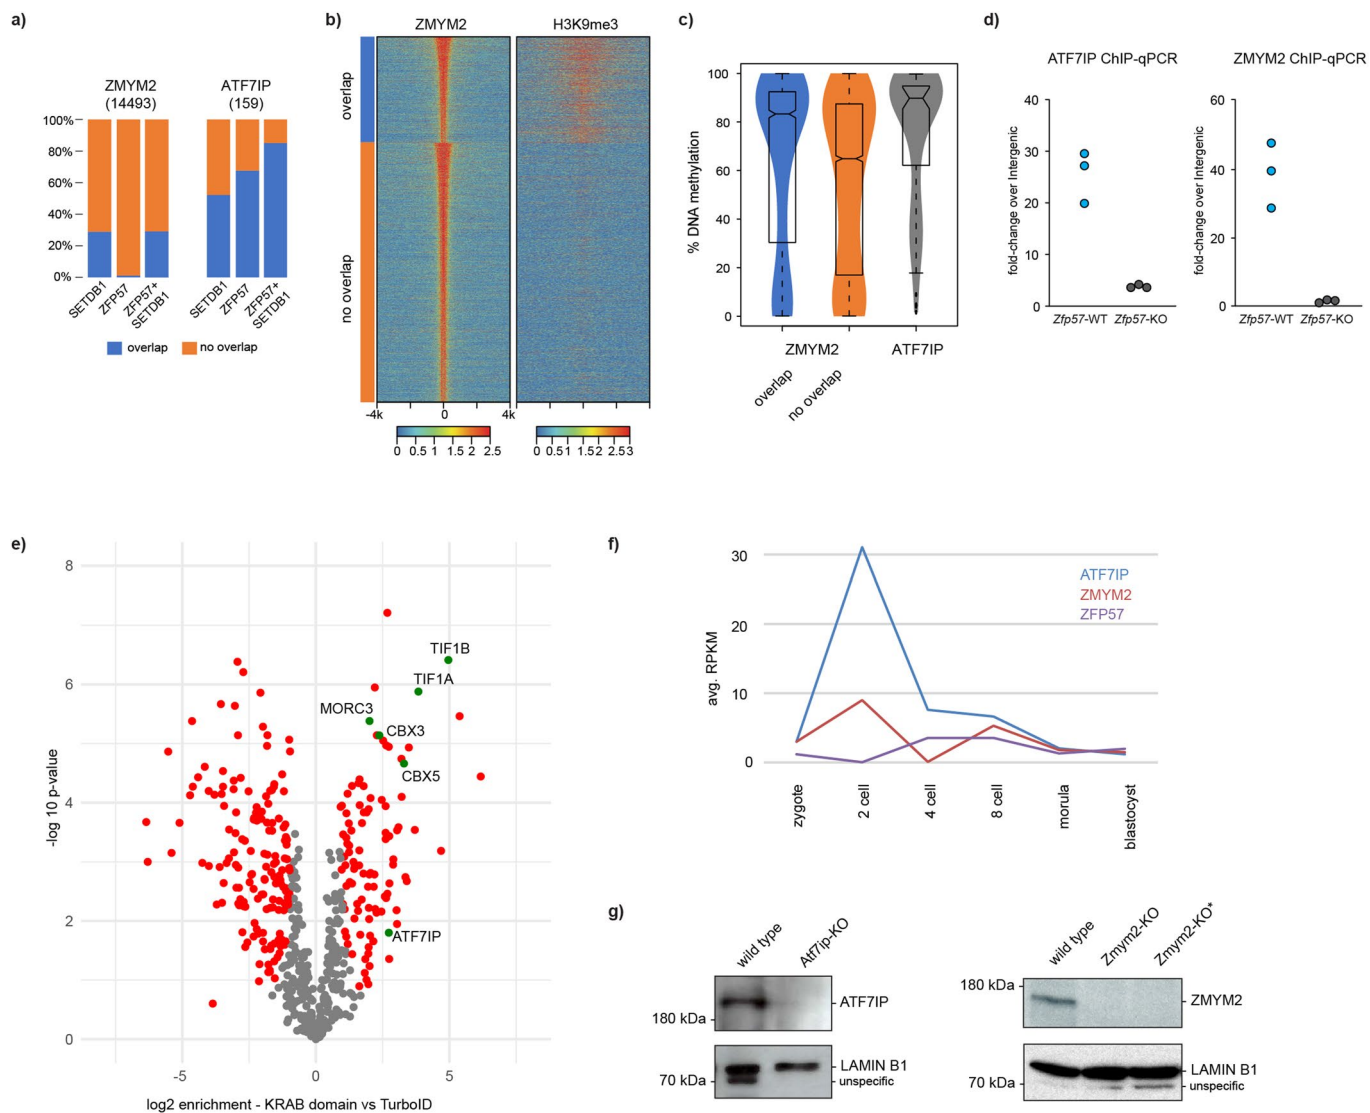 a)
ZMYM2
(14493)
ATF7IP
(159)
100%
80%
60%
40%
20%
0%
SETDB1
ZFP57
ZFP57+
SETDB1
SETDB1
ZFP57
ZFP57+
SETDB1
overlap
no overlap
b)
ZMYM2
H3K9me3
overlap
no overlap
-4k
0
4k
0 0.5 1 1.5 2 2.5
0 0.5 1 1.5 2 2.5 3
c)
% DNA methylation
100
80
60
40
20
0
ZMYM2
ATF7IP
overlap
no overlap
d)
ATF7IP ChIP-qPCR
fold-change over Intergenic
40
30
20
10
0
Zfp57-WT
Zfp57-KO
ZMYM2 ChIP-qPCR
fold-change over Intergenic
60
40
20
0
Zfp57-WT
Zfp57-KO
e)
-log 10 p-value
8
6
4
2
0
TIF1B
TIF1A
MORC3
CBX3
CBX5
ATF7IP
-5
0
5
log2 enrichment - KRAB domain vs TurboID
f)
avg. RPKM
30
20
10
0
ATF7IP
ZMYM2
ZFP57
zygote
2 cell
4 cell
8 cell
morula
blastocyst
g)
wild type
Atf7ip-KO
180 kDa
ATF7IP
70 kDa
LAMIN B1
unspecific
wild type
Zmym2-KO
Zmym2-KO*
180 kDa
ZMYM2
70 kDa
LAMIN B1
unspecific